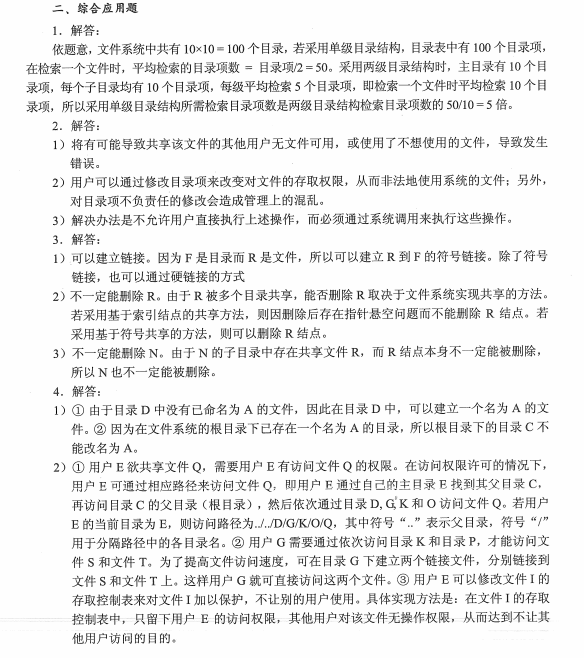 二、综合应用题
1．解答：
依题意，文件系统中共有 10×10 = 100 个目录，若采用单级目录结构，目录表中有 100 个目录项，
在检索一个文件时，平均检索的目录项数 = 目录项/2 = 50。采用两级目录结构时，主目录有 10 个目
录项，每个子目录均有 10 个目录项，每级平均检索 5 个目录项，即检索一个文件时平均检索 10 个目
录项，所以采用单级目录结构所需检索目录项数是两级目录结构检索目录项数的 50/10 = 5 倍。
2．解答：
1）将有可能导致共享该文件的其他用户无文件可用，或使用了不想使用的文件，导致发生
错误。
2）用户可以通过修改目录项来改变对文件的存取权限，从而非法地使用系统的文件；另外，
对目录项不负责任的修改会造成管理上的混乱。
3）解决办法是不允许用户直接执行上述操作，而必须通过系统调用来执行这些操作。
3．解答：
1）可以建立链接。因为 F 是目录而 R 是文件，所以可以建立 R 到 F 的符号链接。除了符号
链接，也可以通过硬链接的方式
2）不一定能删除 R。由于 R 被多个目录共享，能否删除 R 取决于文件系统实现共享的方法。
若采用基于索引结点的共享方法，则因删除后存在指针悬空问题而不能删除 R 结点。若
采用基于符号共享的方法，则可以删除 R 结点。
3）不一定能删除 N。由于 N 的子目录中存在共享文件 R，而 R 结点本身不一定能被删除，
所以 N 也不一定能被删除。
4．解答：
1）① 由于目录 D 中没有已命名为 A 的文件，因此在目录 D 中，可以建立一个名为 A 的文
件。② 因为在文件系统的根目录下已存在一个名为 A 的目录，所以根目录下的目录 C 不
能改名为 A。
2）① 用户 E 欲共享文件 Q，需要用户 E 有访问文件 Q 的权限。在访问权限许可的情况下，
用户 E 可通过相应路径来访问文件 Q，即用户 E 通过自己的主目录 E 找到其父目录 C，
再访问目录 C 的父目录（根目录），然后依次通过目录 D, G, K 和 O 访问文件 Q。若用户
E 的当前目录为 E，则访问路径为../../D/G/K/O/Q，其中符号“..”表示父目录，符号“/”
用于分隔路径中的各目录名。② 用户 G 需要通过依次访问目录 K 和目录 P，才能访问文
件 S 和文件 T。为了提高文件访问速度，可在目录 G 下建立两个链接文件，分别链接到
文件 S 和文件 T 上。这样用户 G 就可直接访问这两个文件。③ 用户 E 可以修改文件 I 的
存取控制表来对文件 I 加以保护，不让别的用户使用。具体实现方法是：在文件 I 的存取
控制表中，只留下用户 E 的访问权限，其他用户对该文件无操作权限，从而达到不让其
他用户访问的目的。